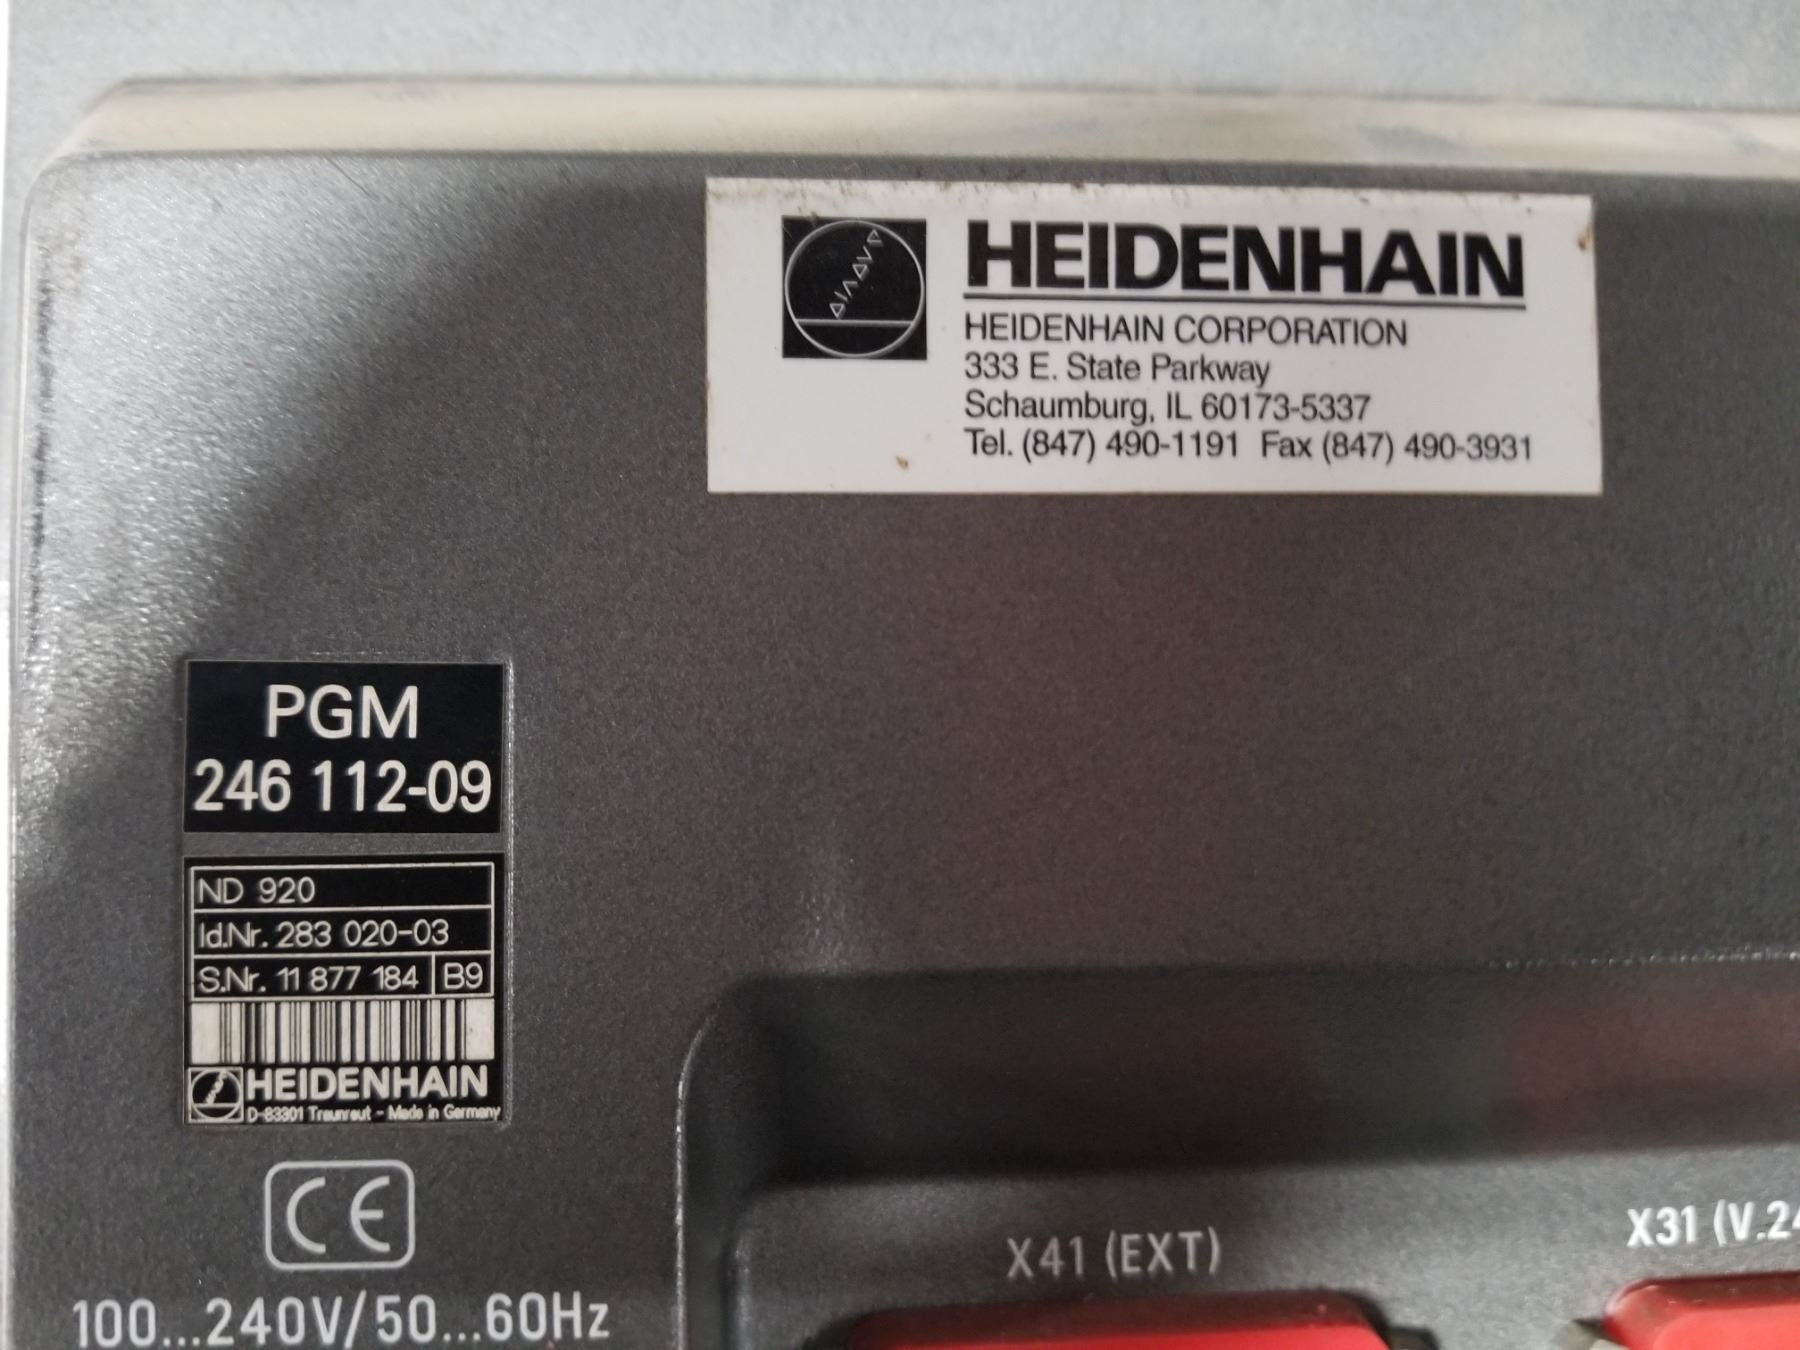 HEIDENHAIN
HEIDENHAIN CORPORATION
333 E. State Parkway
Schaumburg, IL 60173-5337
Tel. (847) 490-1191 Fax (847) 490-3931
PGM
246 112-09
ND 920
Id.Nr. 283 020-03
S.Nr. 11 877 184 B9
HEIDENHAIN
D-83301 Traunreut - Made in Germany
CE
100...240V/50...60Hz
X41 (EXT)
X31 (V.24